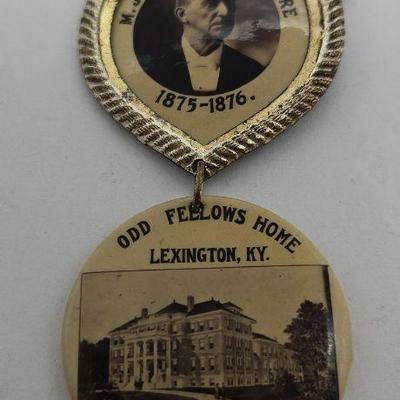 1875-1876.
ODD FELLOWS HOME
LEXINGTON, KY.